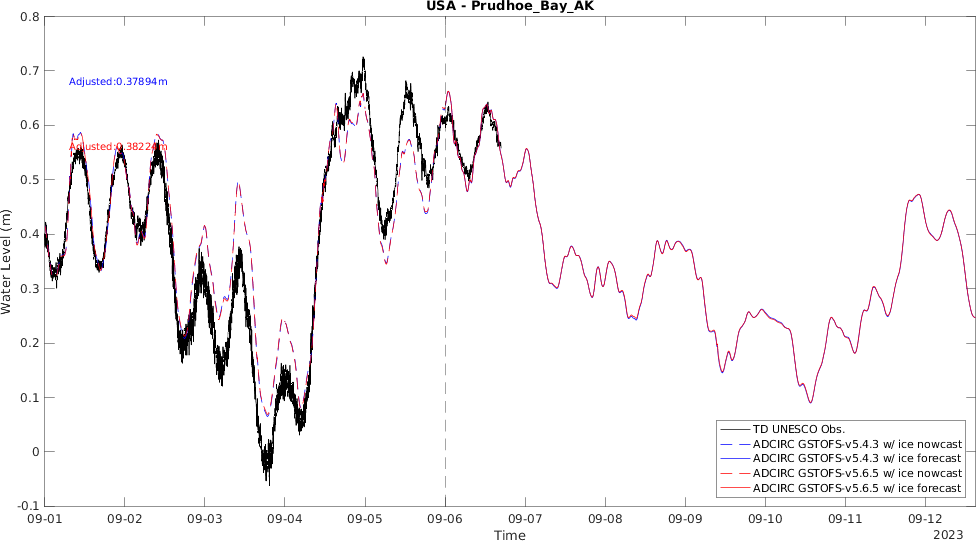 USA - Prudhoe_Bay_AK
0.8
0.7
0.6
0.5
0.4
0.3
0.2
0.1
0
-0.1
Water Level (m)
Adjusted:0.37894m
TD UNESCO Obs.
ADCIRC GSTOFS-v5.4.3 w/ ice nowcast
ADCIRC GSTOFS-v5.4.3 w/ ice forecast
ADCIRC GSTOFS-v5.6.5 w/ ice nowcast
ADCIRC GSTOFS-v5.6.5 w/ ice forecast
09-01 09-02 09-03 09-04 09-05 09-06 09-07 09-08 09-09 09-10 09-11 09-12
Time
2023